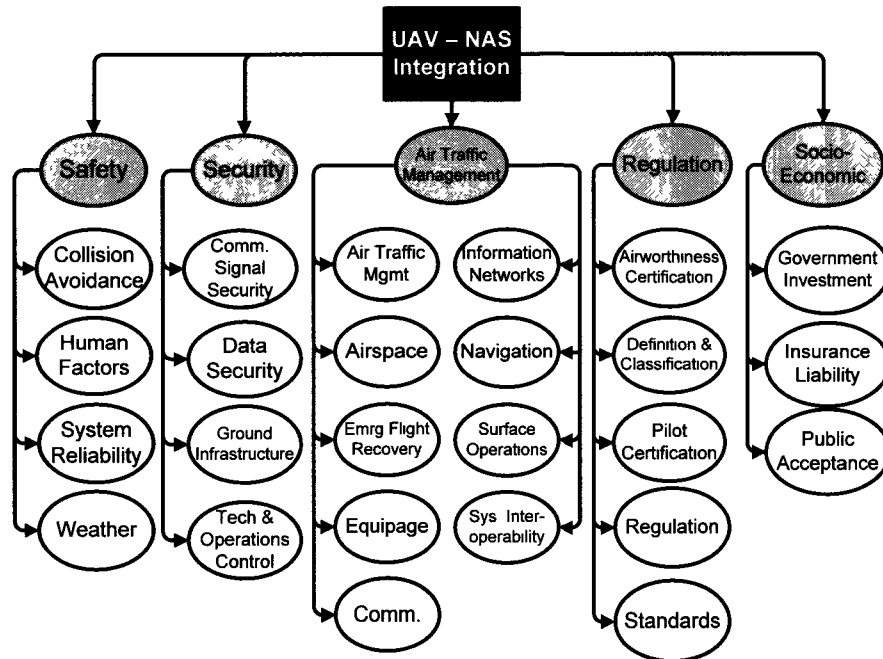 UAV – NAS
Integration
Safety
Security
Air Traffic
Management
Regulation
Socio-
Economic
Collision
Avoidance
Human
Factors
System
Reliability
Weather
Comm.
Signal
Security
Data
Security
Ground
Infrastructure
Tech &
Operations
Control
Air Traffic
Mgmt
Airspace
Emrg Flight
Recovery
Equipage
Comm.
Information
Networks
Navigation
Surface
Operations
Sys Inter-
operability
Airworthiness
Certification
Definition &
Classification
Pilot
Certification
Regulation
Standards
Government
Investment
Insurance
Liability
Public
Acceptance